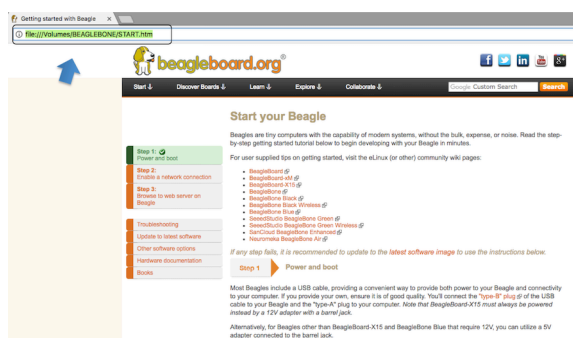 Getting started with Beagle
file:///Volumes/BEAGLEBONE/START.htm
beagleboard.org®
Start
Discover Boards
Learn
Explore
Collaborate
Google Custom Search
Search
Start your Beagle
Beagles are tiny computers with the capability of modern systems, without the bulk, expense, or noise. Read the step-
by-step getting started tutorial below to begin developing with your Beagle in minutes.
Step 1:
Power and boot
Step 2:
Enable a network connection
Step 3:
Browse to web server on
Beagle
Troubleshooting
Update to latest software
Other software options
Hardware documentation
Books
For user supplied tips on getting started, visit the eLinux (or other) community wiki pages:
BeagleBoard
BeagleBoard-xM
BeagleBoard-X15
BeagleBone
BeagleBone Black
BeagleBone Black Wireless
BeagleBone Blue
SeeedStudio BeagleBone Green
SeeedStudio BeagleBone Green Wireless
SanCloud BeagleBone Enhanced
Neuromeka BeagleBone Air
If any step fails, it is recommended to update to the latest software image to use the instructions below.
Step 1
Power and boot
Most Beagles include a USB cable, providing a convenient way to provide both power to your Beagle and connectivity
to your computer. If you provide your own, ensure it is of good quality. You'll connect the "type-B" plug of the USB
cable to your Beagle and the "type-A" plug to your computer. Note that BeagleBoard-X15 must always be powered
instead by a 12V adapter with a barrel jack.
Alternatively, for Beagles other than BeagleBoard-X15 and BeagleBone Blue that require 12V, you can utilize a 5V
adapter connected to the barrel jack.